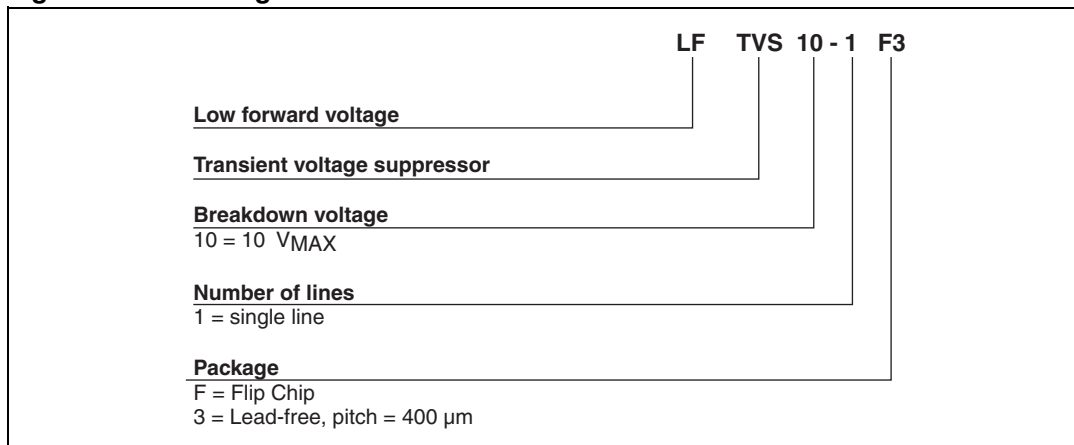 LF TVS 10 - 1 F3
Low forward voltage
Transient voltage suppressor
Breakdown voltage
10 = 10 VMAX
Number of lines
1 = single line
Package
F = Flip Chip
3 = Lead-free, pitch = 400 µm